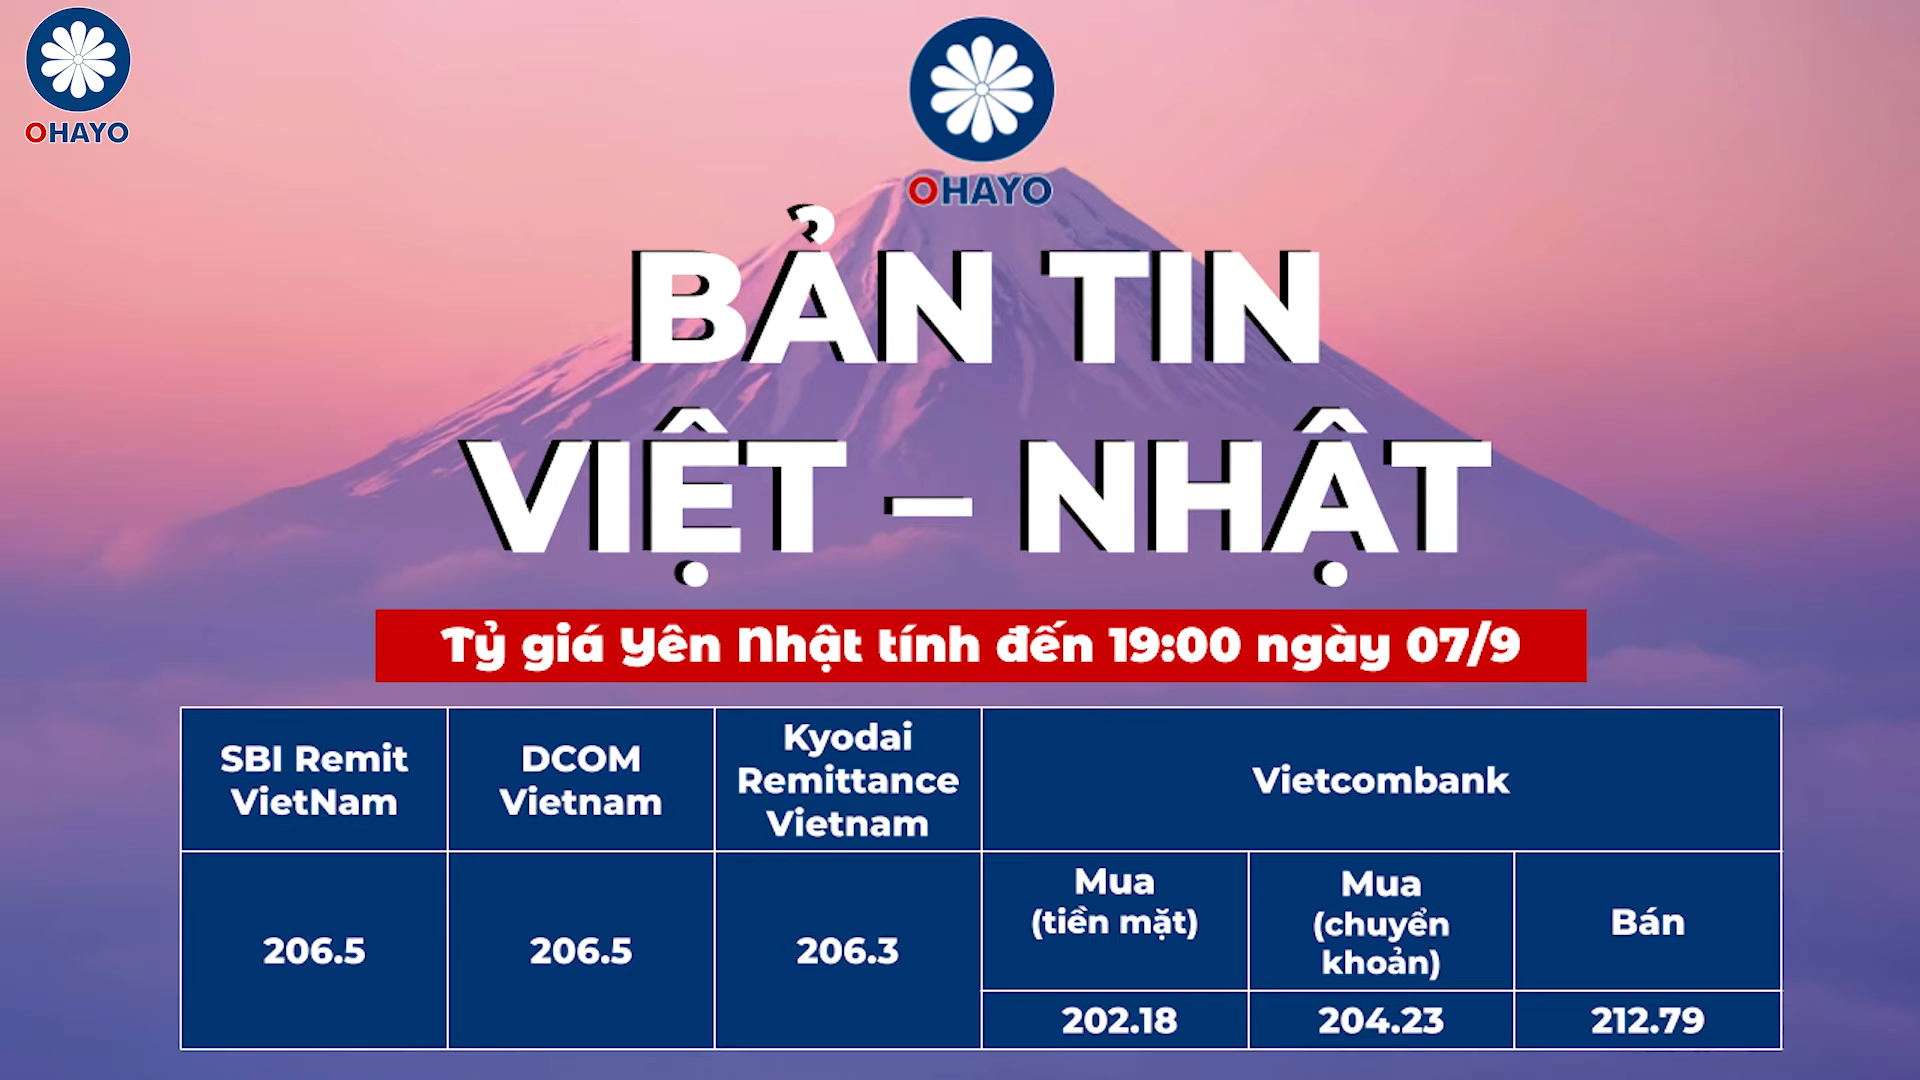 OHAYO
OHAYO
BẢN TIN
VIỆT – NHẬT
Tỷ giá Yên Nhật tính đến 19:00 ngày 07/9
SBI Remit
VietNam
DCOM
Vietnam
Kyodai
Remittance
Vietnam
Vietcombank
206.5
206.5
206.3
Mua
(tiền mặt)
Mua
(chuyển
khoản)
Bán
202.18
204.23
212.79